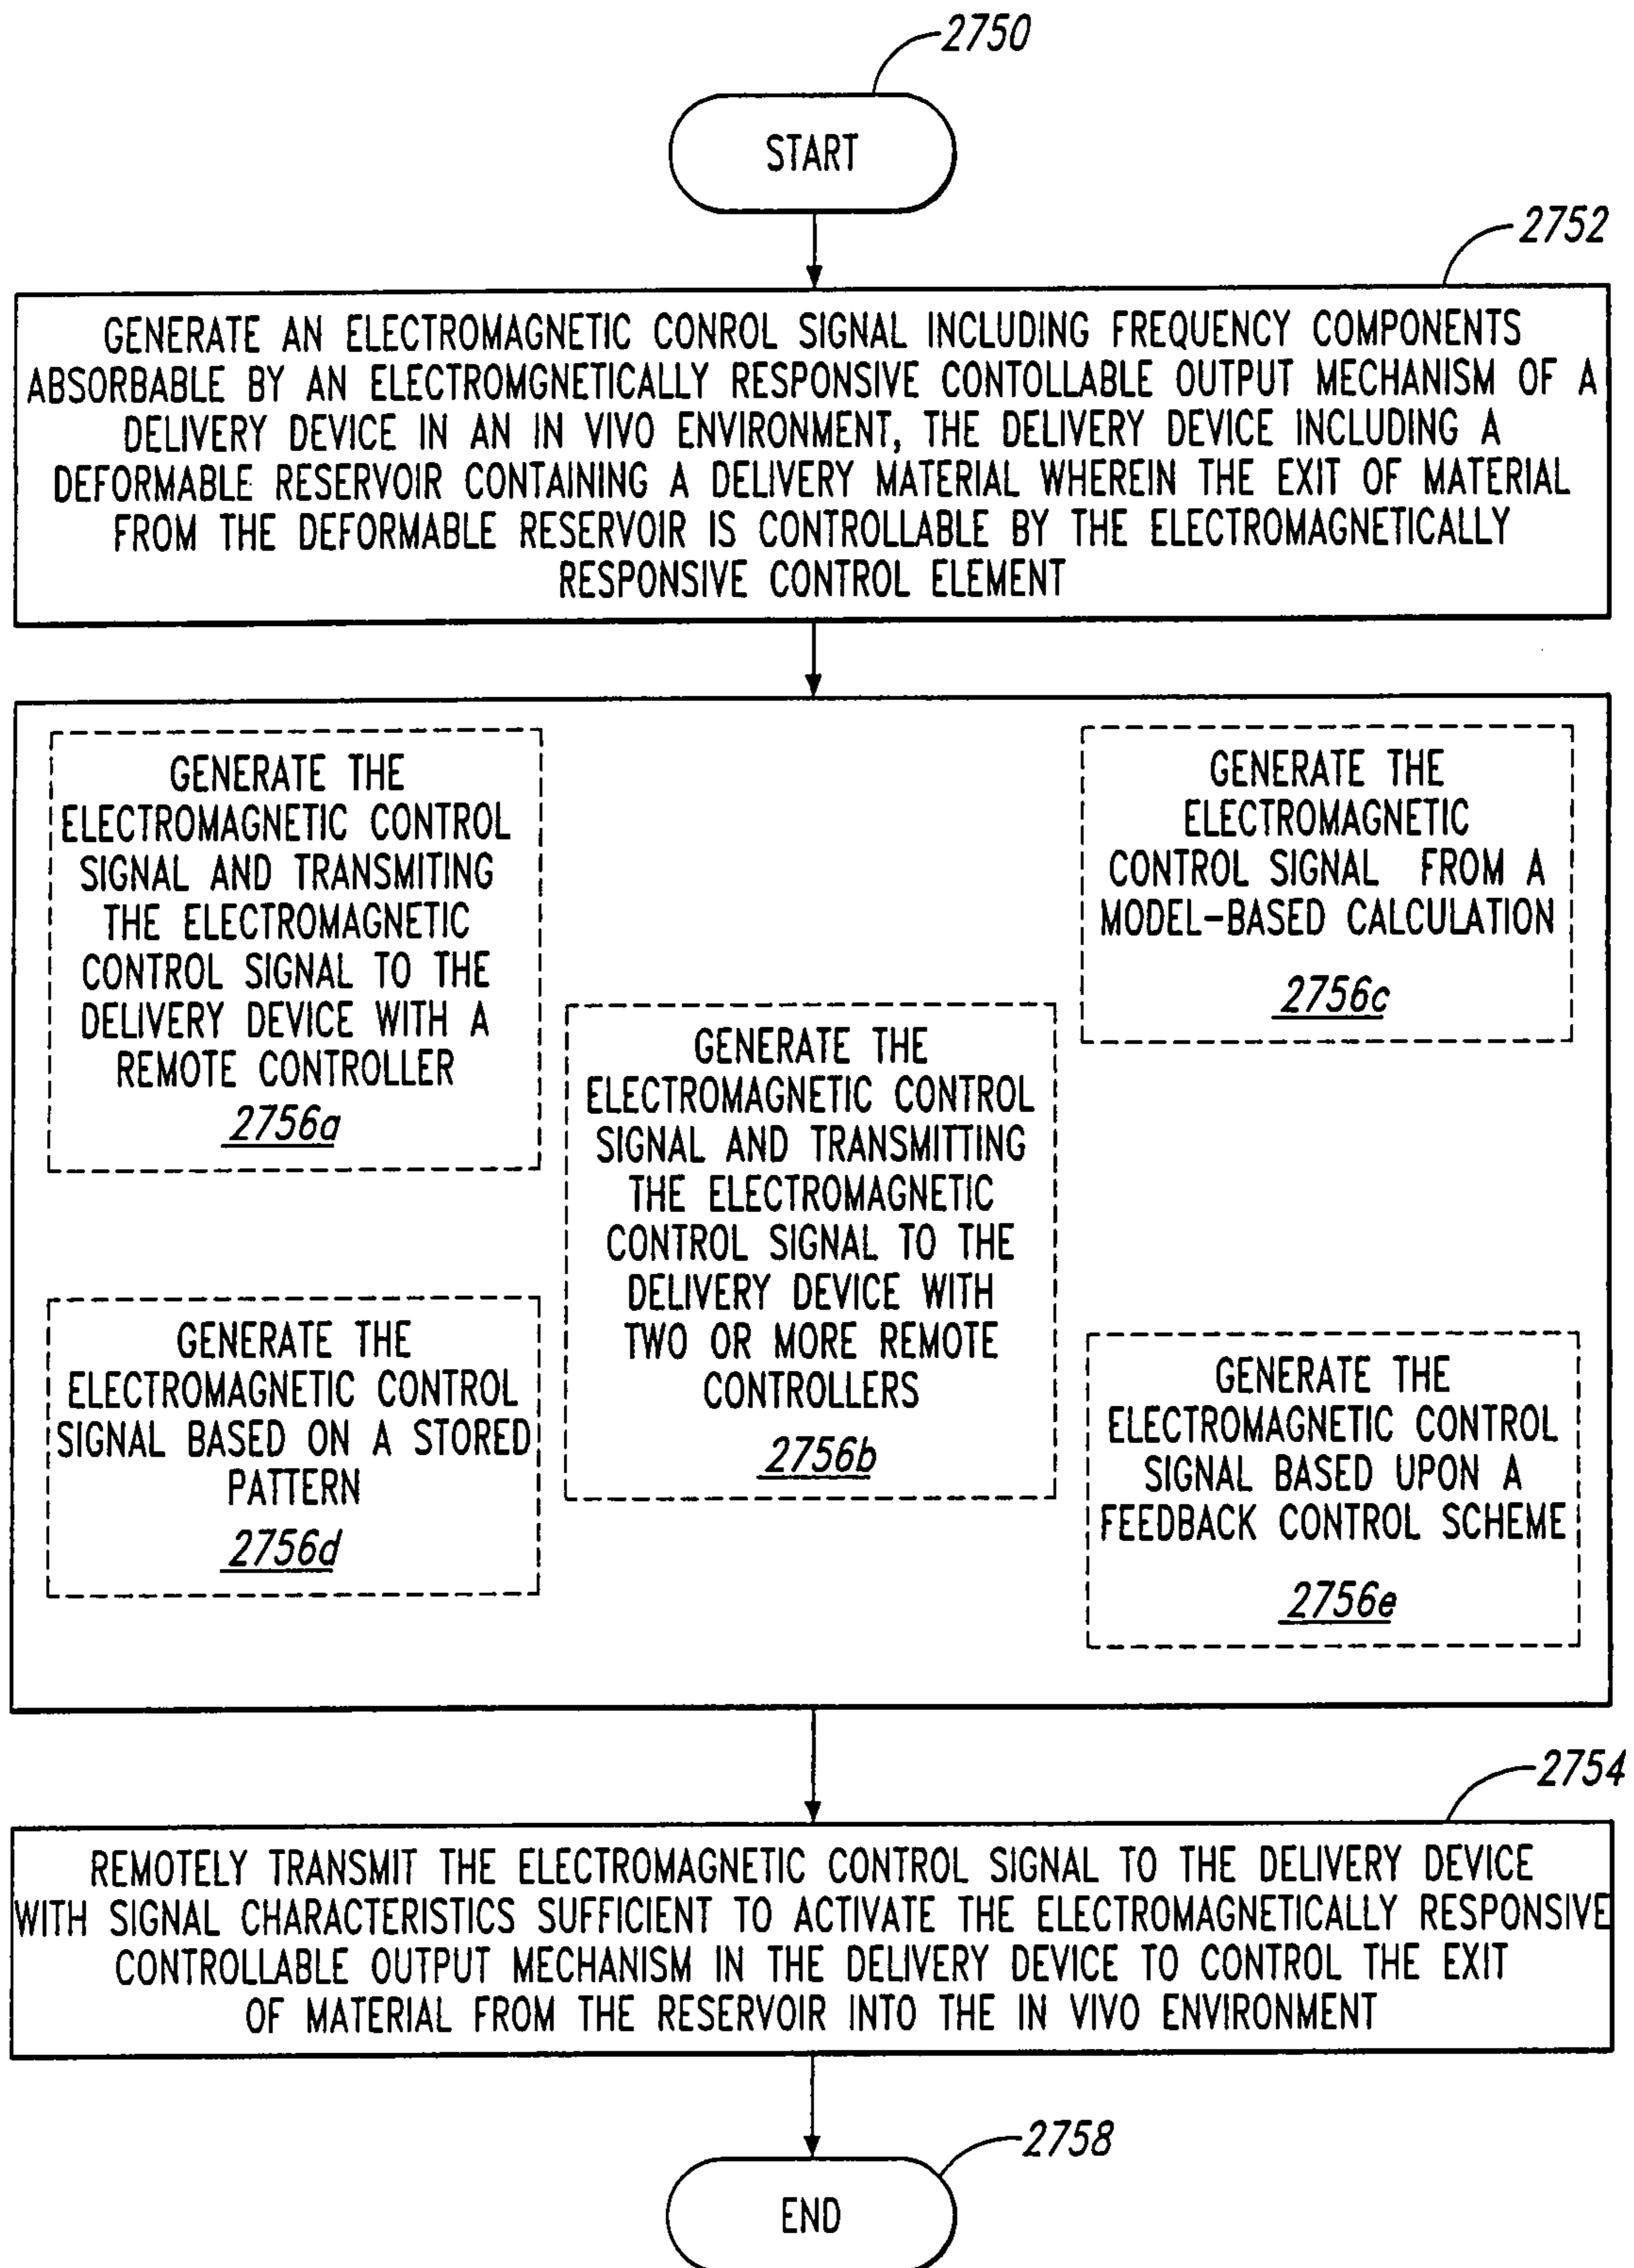 2750
START
2752
GENERATE AN ELECTROMAGNETIC CONROL SIGNAL INCLUDING FREQUENCY COMPONENTS
ABSORBABLE BY AN ELECTROMGNETICALLY RESPONSIVE CONTOLLABLE OUTPUT MECHANISM OF A
DELIVERY DEVICE IN AN IN VIVO ENVIRONMENT, THE DELIVERY DEVICE INCLUDING A
DEFORMABLE RESERVOIR CONTAINING A DELIVERY MATERIAL WHEREIN THE EXIT OF MATERIAL
FROM THE DEFORMABLE RESERVOIR IS CONTROLLABLE BY THE ELECTROMAGNETICALLY
RESPONSIVE CONTROL ELEMENT
GENERATE THE
ELECTROMAGNETIC CONTROL
SIGNAL AND TRANSMITING
THE ELECTROMAGNETIC
CONTROL SIGNAL TO THE
DELIVERY DEVICE WITH A
REMOTE CONTROLLER
2756a
GENERATE THE
ELECTROMAGNETIC CONTROL
SIGNAL AND TRANSMITTING
THE ELECTROMAGNETIC
CONTROL SIGNAL TO THE
DELIVERY DEVICE WITH
TWO OR MORE REMOTE
CONTROLLERS
2756b
GENERATE THE
ELECTROMAGNETIC
CONTROL SIGNAL FROM A
MODEL-BASED CALCULATION
2756c
GENERATE THE
ELECTROMAGNETIC CONTROL
SIGNAL BASED ON A STORED
PATTERN
2756d
GENERATE THE
ELECTROMAGNETIC CONTROL
SIGNAL BASED UPON A
FEEDBACK CONTROL SCHEME
2756e
2754
REMOTELY TRANSMIT THE ELECTROMAGNETIC CONTROL SIGNAL TO THE DELIVERY DEVICE
WITH SIGNAL CHARACTERISTICS SUFFICIENT TO ACTIVATE THE ELECTROMAGNETICALLY RESPONSIVE
CONTROLLABLE OUTPUT MECHANISM IN THE DELIVERY DEVICE TO CONTROL THE EXIT
OF MATERIAL FROM THE RESERVOIR INTO THE IN VIVO ENVIRONMENT
2758
END